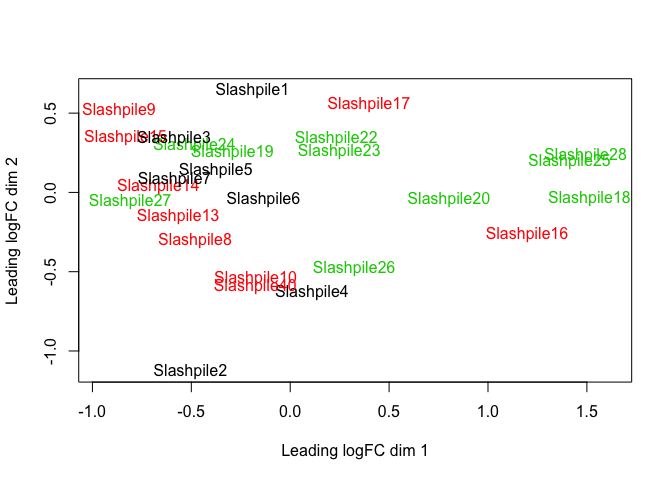 Slashpile1
Slashpile17
Slashpile9
Slashpile15
Slashpile3
Slashpile24
Slashpile19
Slashpile22
Slashpile23
Slashpile28
Slashpile25
Slashpile5
Slashpile7
Slashpile14
Slashpile27
Slashpile6
Slashpile20
Slashpile18
Slashpile13
Slashpile8
Slashpile16
Slashpile26
Slashpile10
Slashpile4
Slashpile2
0.5
0.0
-0.5
-1.0
Leading logFC dim 2
-1.0 -0.5 0.0 0.5 1.0 1.5
Leading logFC dim 1